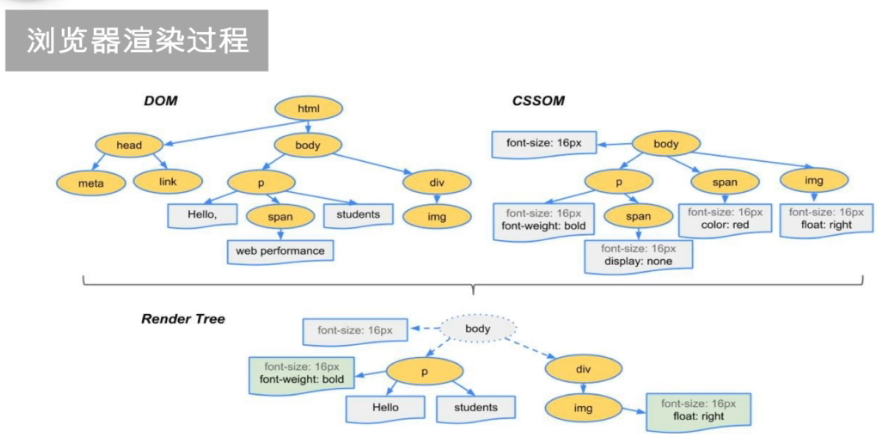 浏览器渲染过程
DOM
CSSOM
html
head
body
meta
link
p
div
Hello,
span
students
img
web performance
font-size: 16px
body
p
span
img
font-size: 16px
font-weight: bold
span
font-size: 16px
color: red
font-size: 16px
float: right
font-size: 16px
display: none
Render Tree
font-size: 16px
body
font-size: 16px
font-weight: bold
p
div
Hello
students
img
font-size: 16px
float: right